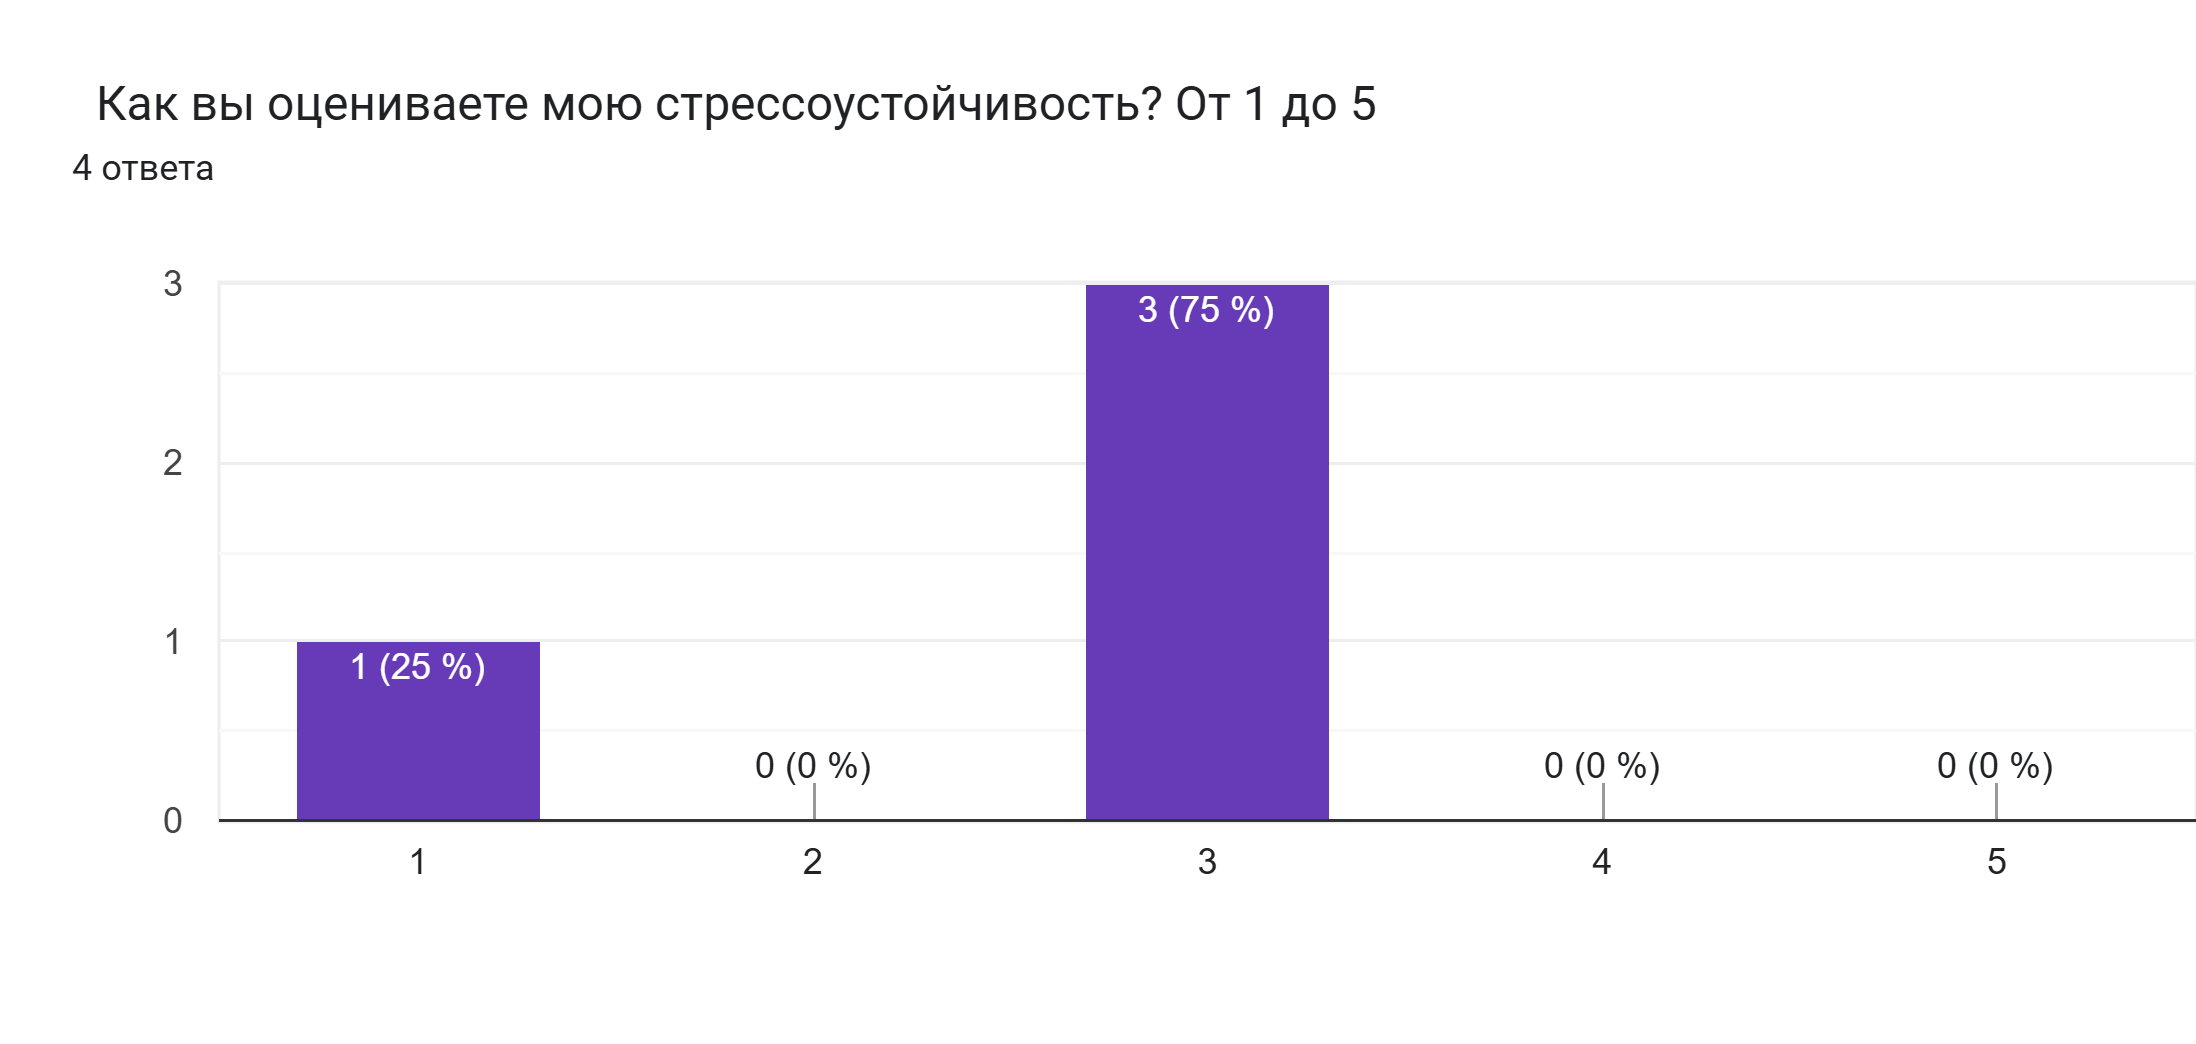 Как вы оцениваете мою стрессоустойчивость? От 1 до 5
4 ответа
3
3 (75 %)
2
1
1 (25 %)
0 (0 %)
0 (0 %)
0 (0 %)
0
1
2
3
4
5